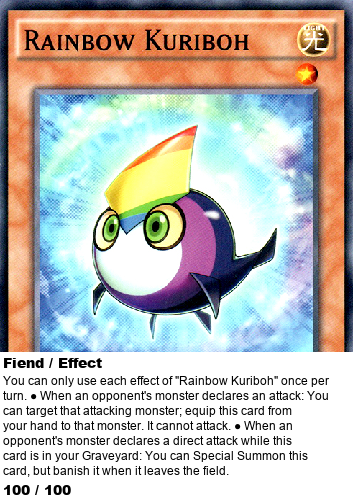 Rainbow Kuriboh
LIGHT
光
Fiend / Effect
You can only use each effect of "Rainbow Kuriboh" once per
turn. ● When an opponent's monster declares an attack: You
can target that attacking monster; equip this card from
your hand to that monster. It cannot attack. ● When an
opponent's monster declares a direct attack while this
card is in your Graveyard: You can Special Summon this
card, but banish it when it leaves the field.
100 / 100